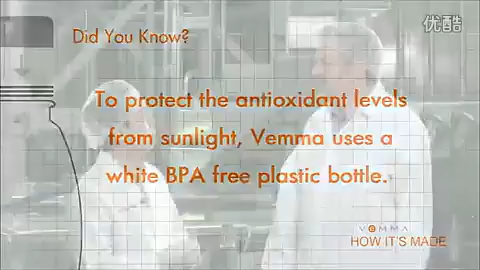 优酷
Did You Know?
To protect the antioxidant levels
from sunlight, Vemma uses a
white BPA free plastic bottle.
VEMMA
HOW IT'S MADE